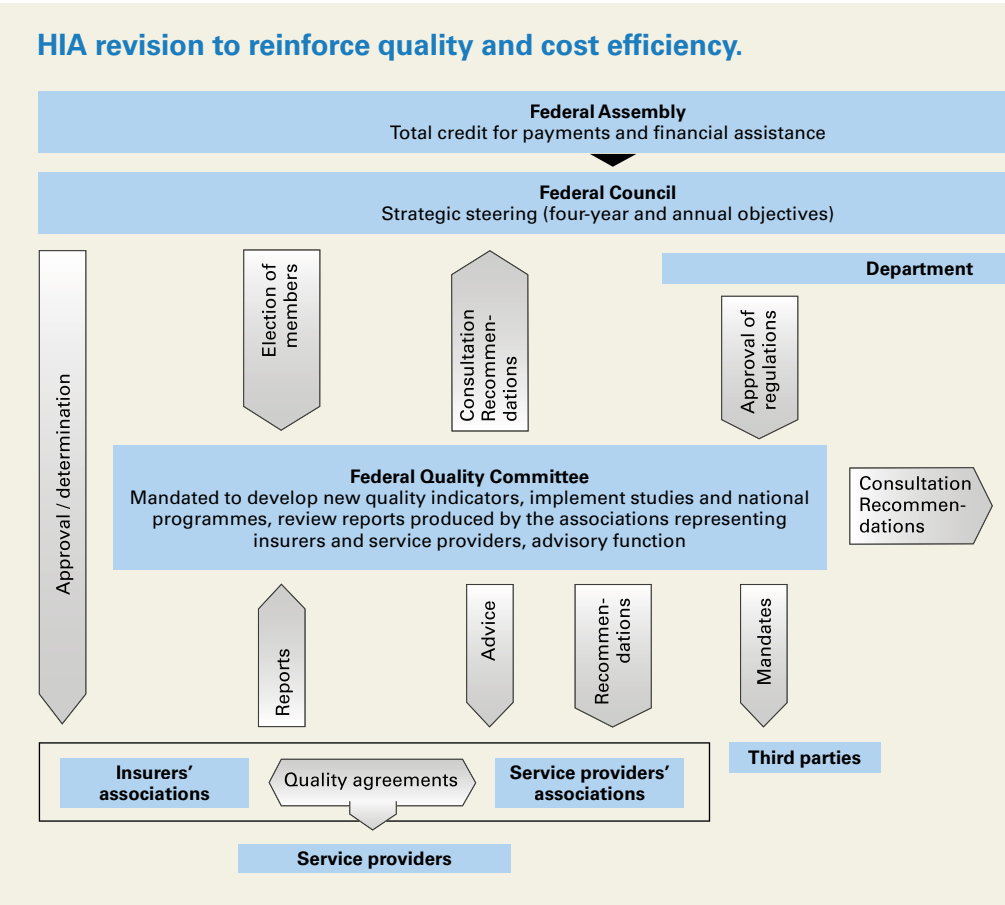 HIA revision to reinforce quality and cost efficiency.
Federal Assembly
Total credit for payments and financial assistance
Federal Council
Strategic steering (four-year and annual objectives)
Department
Approval / determination
Election of
members
Consultation
Recommen-
dations
Approval of
regulations
Federal Quality Committee
Mandated to develop new quality indicators, implement studies and national
programmes, review reports produced by the associations representing
insurers and service providers, advisory function
Consultation
Recommen-
dations
Reports
Advice
Recommen-
dations
Mandates
Insurers’
associations
Quality agreements
Service providers’
associations
Third parties
Service providers